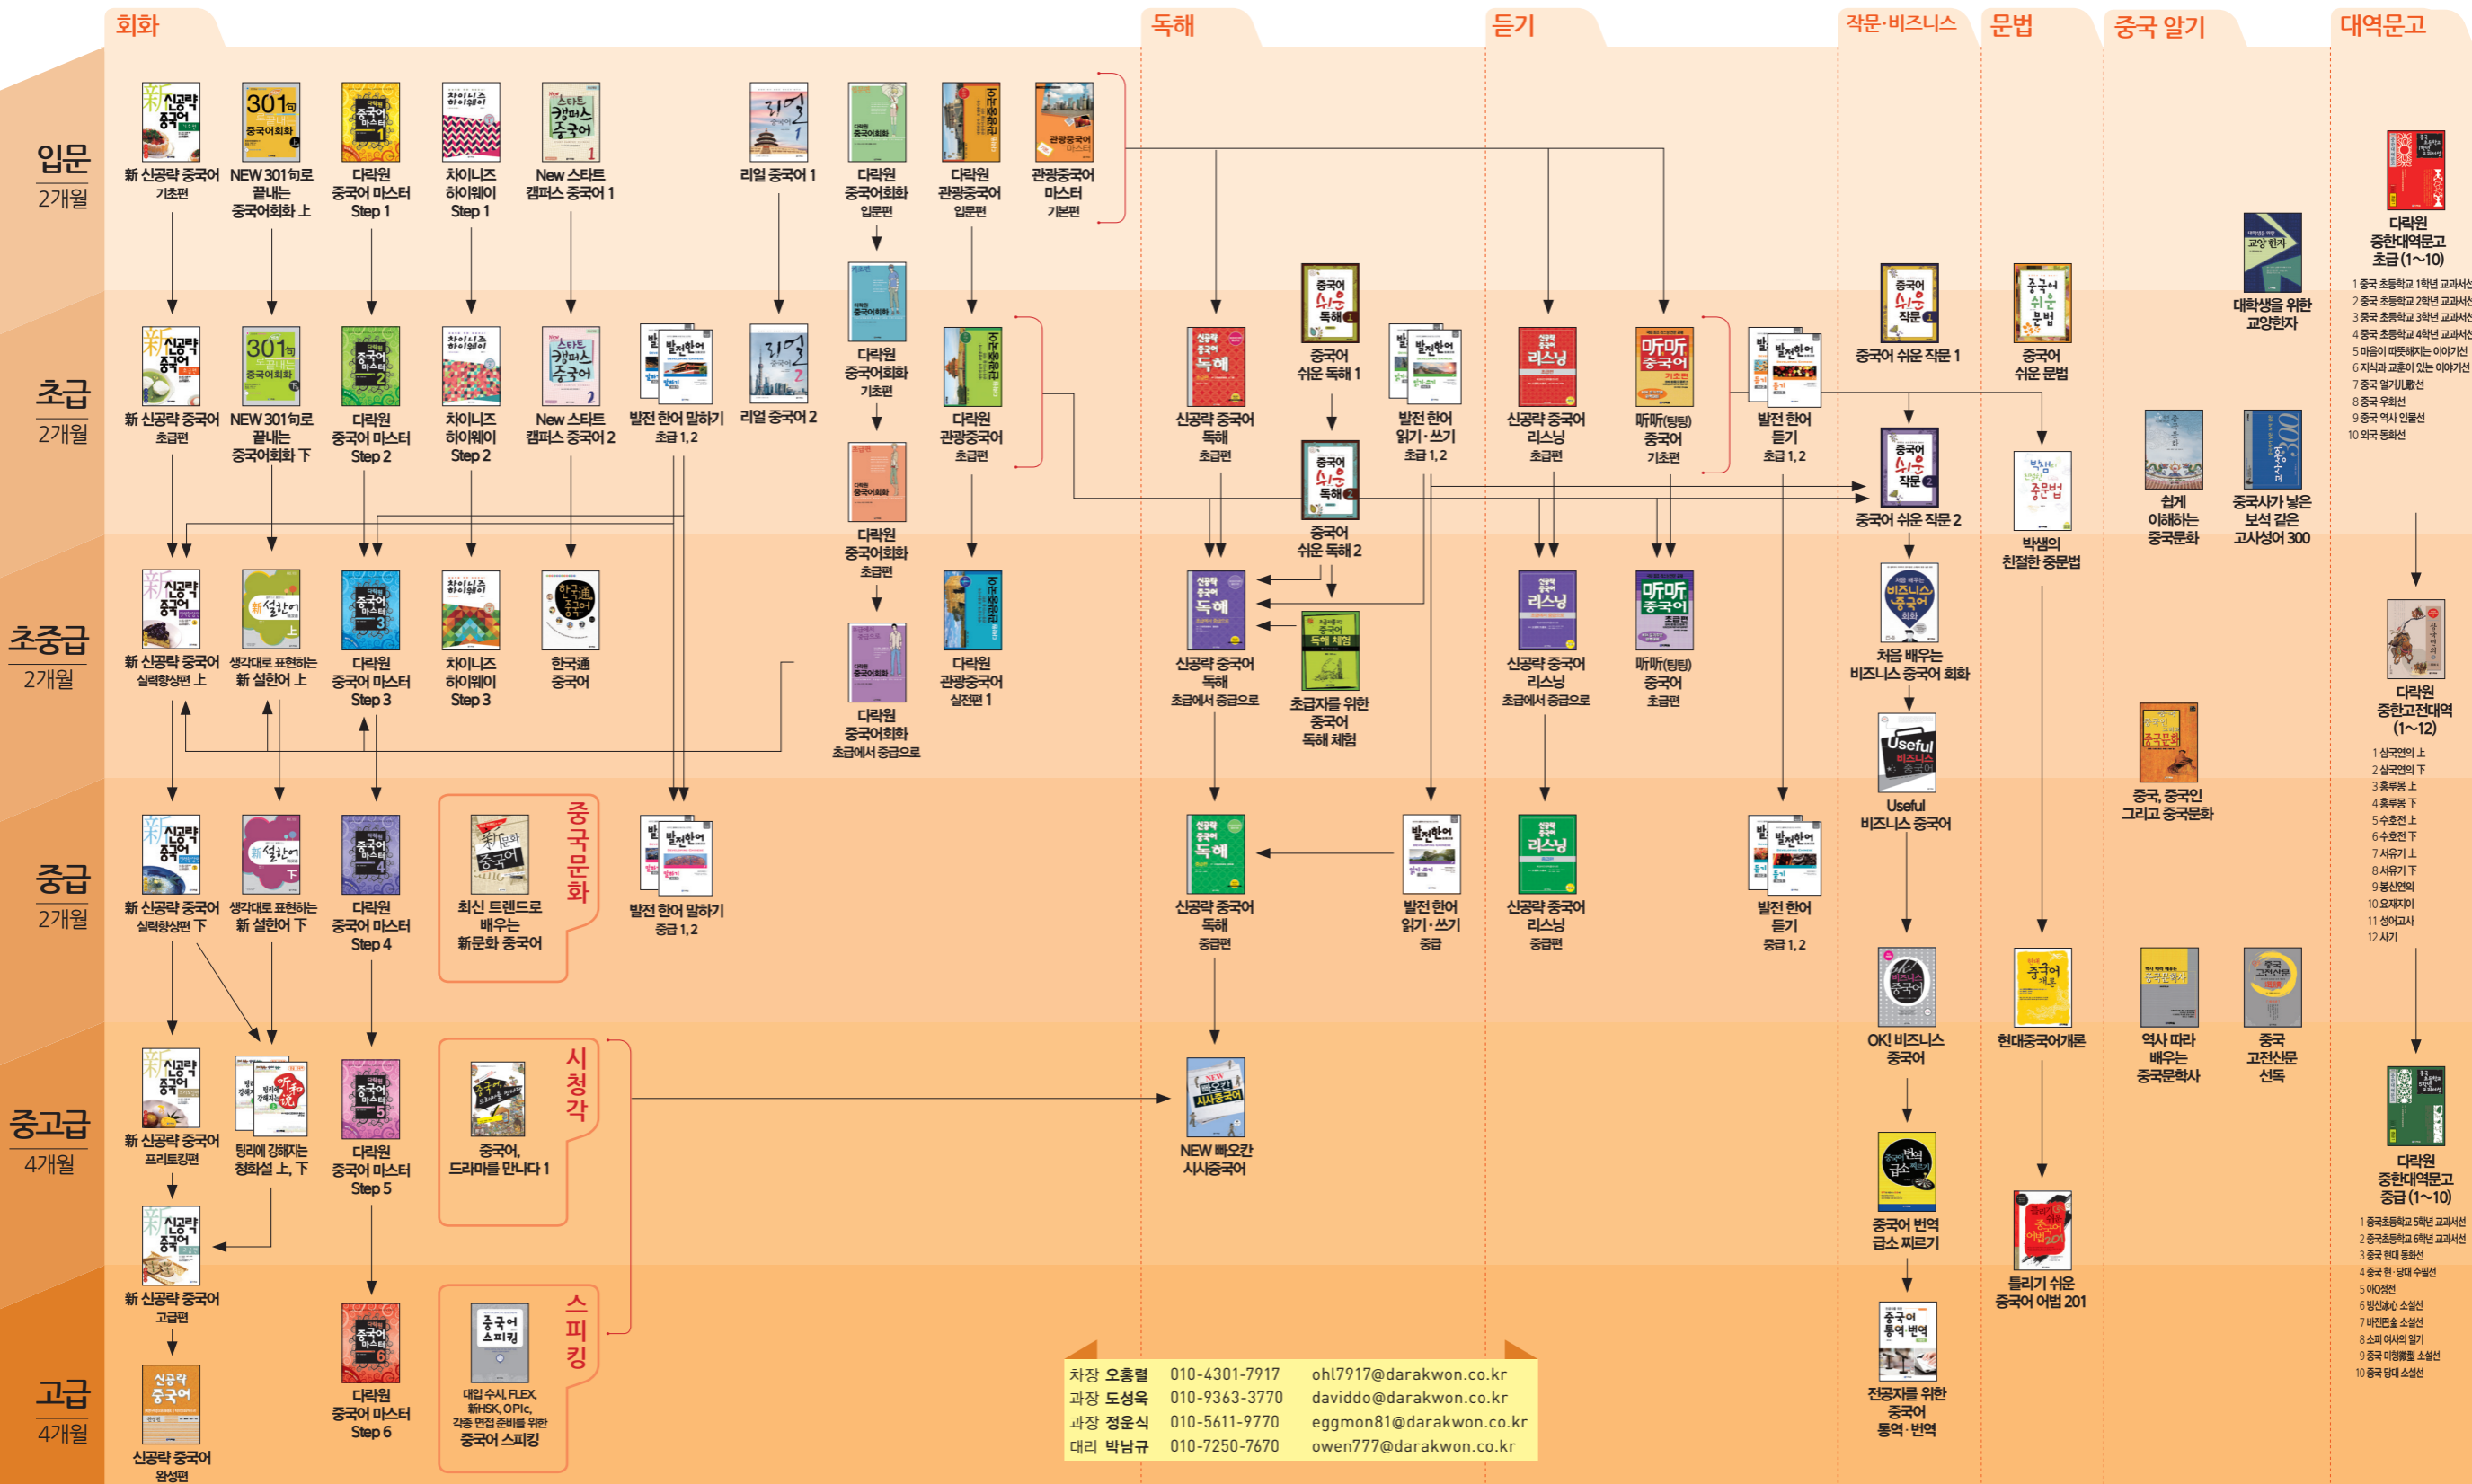 회화
독해
듣기
작문·비즈니스
문법
중국 알기
대역문고
입문
2개월
新 신공략 중국어
기초편
NEW 301句로
끝내는
중국어회화 上
다락원
중국어 마스터
Step 1
차이니즈
하이웨이
Step 1
New 스타트
캠퍼스 중국어 1
리얼 중국어 1
다락원
중국어회화
입문편
다락원
관광중국어
입문편
관광중국어
마스터
기본편
다락원
중국어회화
기초편
대학생을 위한
교양한자
다락원
중한대역문고
초급 (1~10)
1 중국 초등학교 1학년 교과서선
2 중국 초등학교 2학년 교과서선
3 중국 초등학교 3학년 교과서선
4 중국 초등학교 4학년 교과서선
5 마음이 따뜻해지는 이야기선
6 지식과 교훈이 있는 이야기선
7 중국 얼거儿歌선
8 중국 우화선
9 중국 역사 인물선
10 외국 동화선
초급
2개월
新 신공략 중국어
초급편
NEW 301句로
끝내는
중국어회화 下
다락원
중국어 마스터
Step 2
차이니즈
하이웨이
Step 2
New 스타트
캠퍼스 중국어 2
발전 한어 말하기
초급 1, 2
리얼 중국어 2
다락원
중국어회화
초급편
다락원
관광중국어
초급편
신공략 중국어
독해
초급편
중국어
쉬운 독해 1
중국어
쉬운 독해 2
발전 한어
읽기·쓰기
초급 1, 2
신공략 중국어
리스닝
초급편
听听(팅팅)
중국어
기초편
발전 한어
듣기
초급 1, 2
중국어 쉬운 작문 1
중국어 쉬운 작문 2
중국어
쉬운 문법
박샘의
친절한 중문법
쉽게
이해하는
중국문화
중국사가 낳은
보석 같은
고사성어 300
초중급
2개월
新 신공략 중국어
실력향상편 上
생각대로 표현하는
新 설한어 上
다락원
중국어 마스터
Step 3
차이니즈
하이웨이
Step 3
한국通
중국어
다락원
중국어회화
초급에서 중급으로
다락원
관광중국어
실전편 1
신공략 중국어
독해
초급에서 중급으로
초급자를 위한
중국어
독해 체험
신공략 중국어
리스닝
초급에서 중급으로
听听(팅팅)
중국어
초급편
처음 배우는
비즈니스 중국어 회화
Useful
비즈니스 중국어
중국, 중국인
그리고 중국문화
다락원
중한고전대역
(1~12)
1 삼국연의 上
2 삼국연의 下
3 홍루몽 上
4 홍루몽 下
5 수호전 上
6 수호전 下
7 서유기 上
8 서유기 下
9 봉신연의
10 요재지이
11 성어고사
12 사기
중급
2개월
新 신공략 중국어
실력향상편 下
생각대로 표현하는
新 설한어 下
다락원
중국어 마스터
Step 4
중국문화
최신 트렌드로
배우는
新문화 중국어
발전 한어 말하기
중급 1, 2
신공략 중국어
독해
중급편
발전 한어
읽기·쓰기
중급
신공략 중국어
리스닝
중급편
발전 한어
듣기
중급 1, 2
OK! 비즈니스
중국어
현대중국어개론
역사 따라
배우는
중국문학사
중국
고전산문
선독
중고급
4개월
新 신공략 중국어
프리토킹편
팅리에 강해지는
청화설 上, 下
다락원
중국어 마스터
Step 5
시청각
중국어,
드라마를 만나다 1
NEW 빠오칸
시사중국어
중국어 번역
급소 찌르기
틀리기 쉬운
중국어 어법 201
新 신공략 중국어
고급편
다락원
중한대역문고
중급 (1~10)
1 중국초등학교 5학년 교과서선
2 중국초등학교 6학년 교과서선
3 중국 현대 동화선
4 중국 현·당대 수필선
5 아Q정전
6 빙신冰心 소설선
7 바진巴金 소설선
8 소피 여사의 일기
9 중국 미형微型 소설선
10 중국 당대 소설선
고급
4개월
신공략 중국어
완성편
다락원
중국어 마스터
Step 6
스피킹
대입 수시, FLEX,
新HSK, OPIc,
각종 면접 준비를 위한
중국어 스피킹
전공자를 위한
중국어
통역·번역
차장 오홍렬 010-4301-7917 ohl7917@darakwon.co.kr
과장 도성욱 010-9363-3770 daviddo@darakwon.co.kr
과장 정운식 010-5611-9770 eggmon81@darakwon.co.kr
대리 박남규 010-7250-7670 owen777@darakwon.co.kr